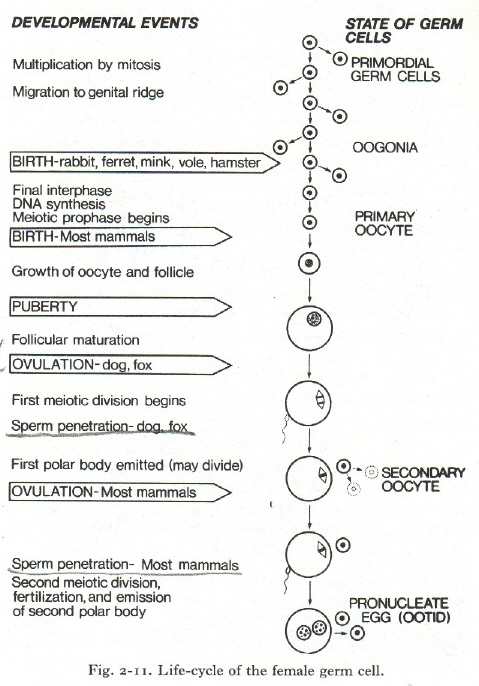 DEVELOPMENTAL EVENTS
STATE OF GERM
CELLS
Multiplication by mitosis
PRIMORDIAL
GERM CELLS
Migration to genital ridge
OOGONIA
BIRTH-rabbit, ferret, mink, vole, hamster
Final interphase
DNA synthesis
Meiotic prophase begins
PRIMARY
OOCYTE
BIRTH-Most mammals
Growth of oocyte and follicle
PUBERTY
Follicular maturation
OVULATION-dog, fox
First meiotic division begins
Sperm penetration-dog, fox
First polar body emitted (may divide)
SECONDARY
OOCYTE
OVULATION-Most mammals
Sperm penetration- Most mammals
Second meiotic division,
fertilization, and emission
of second polar body
PRONUCLEATE
EGG (OOTID)
Fig. 2-11. Life-cycle of the female germ cell.